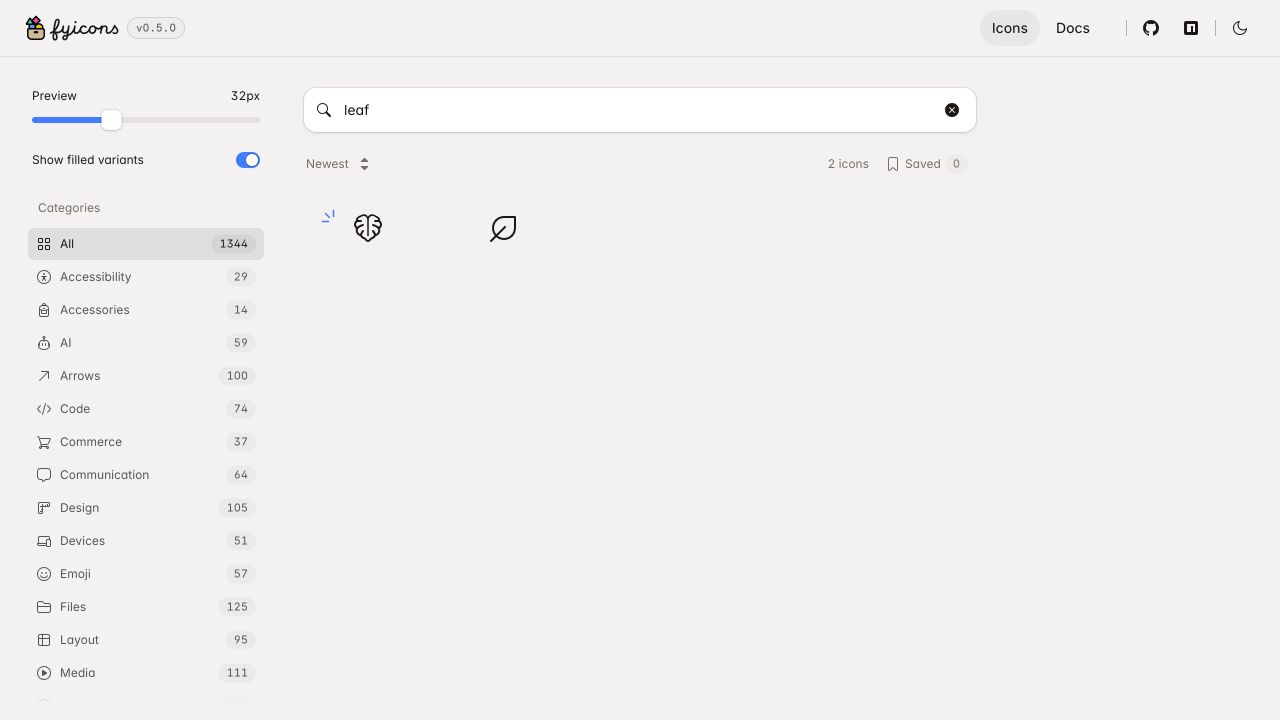 fyicons v0.5.0 Icons Docs
Preview 32px
leaf
Show filled variants
Newest 2 icons Saved 0
Categories
All 1344
Accessibility 29
Accessories 14
AI 59
Arrows 100
Code 74
Commerce 37
Communication 64
Design 105
Devices 51
Emoji 57
Files 125
Layout 95
Media 111